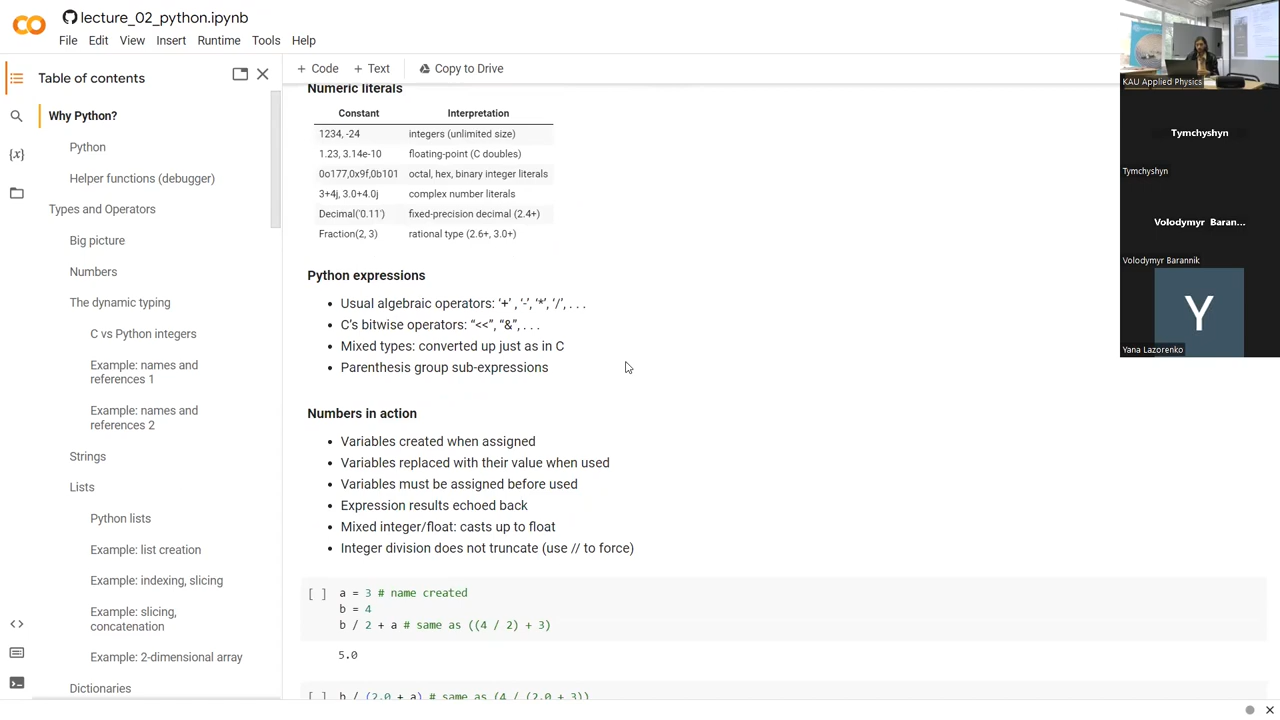 lecture_02_python.ipynb
File Edit View Insert Runtime Tools Help
Table of contents
+ Code + Text Copy to Drive
Why Python?
Python
Helper functions (debugger)
Types and Operators
Big picture
Numbers
The dynamic typing
C vs Python integers
Example: names and
references 1
Example: names and
references 2
Strings
Lists
Python lists
Example: list creation
Example: indexing, slicing
Example: slicing,
concatenation
Example: 2-dimensional array
Dictionaries
Numeric literals
Constant Interpretation
1234, -24 integers (unlimited size)
1.23, 3.14e-10 floating-point (C doubles)
0o177,0x9f,0b101 octal, hex, binary integer literals
3+4j, 3.0+4.0j complex number literals
Decimal('0.11') fixed-precision decimal (2.4+)
Fraction(2, 3) rational type (2.6+, 3.0+)
Python expressions
• Usual algebraic operators: ‘+’ , ‘-’, ‘*’, ‘/’, . . .
• C’s bitwise operators: “<<”, “&”, . . .
• Mixed types: converted up just as in C
• Parenthesis group sub-expressions
Numbers in action
• Variables created when assigned
• Variables replaced with their value when used
• Variables must be assigned before used
• Expression results echoed back
• Mixed integer/float: casts up to float
• Integer division does not truncate (use // to force)
[ ] a = 3 # name created
b = 4
b / 2 + a # same as ((4 / 2) + 3)
5.0
[ ] b / (2.0 + a) # same as (4 / (2.0 + 3))
KAU Applied Physics
Tymchyshyn
Tymchyshyn
Volodymyr Baran...
Volodymyr Barannik
Y
Yana Lazorenko